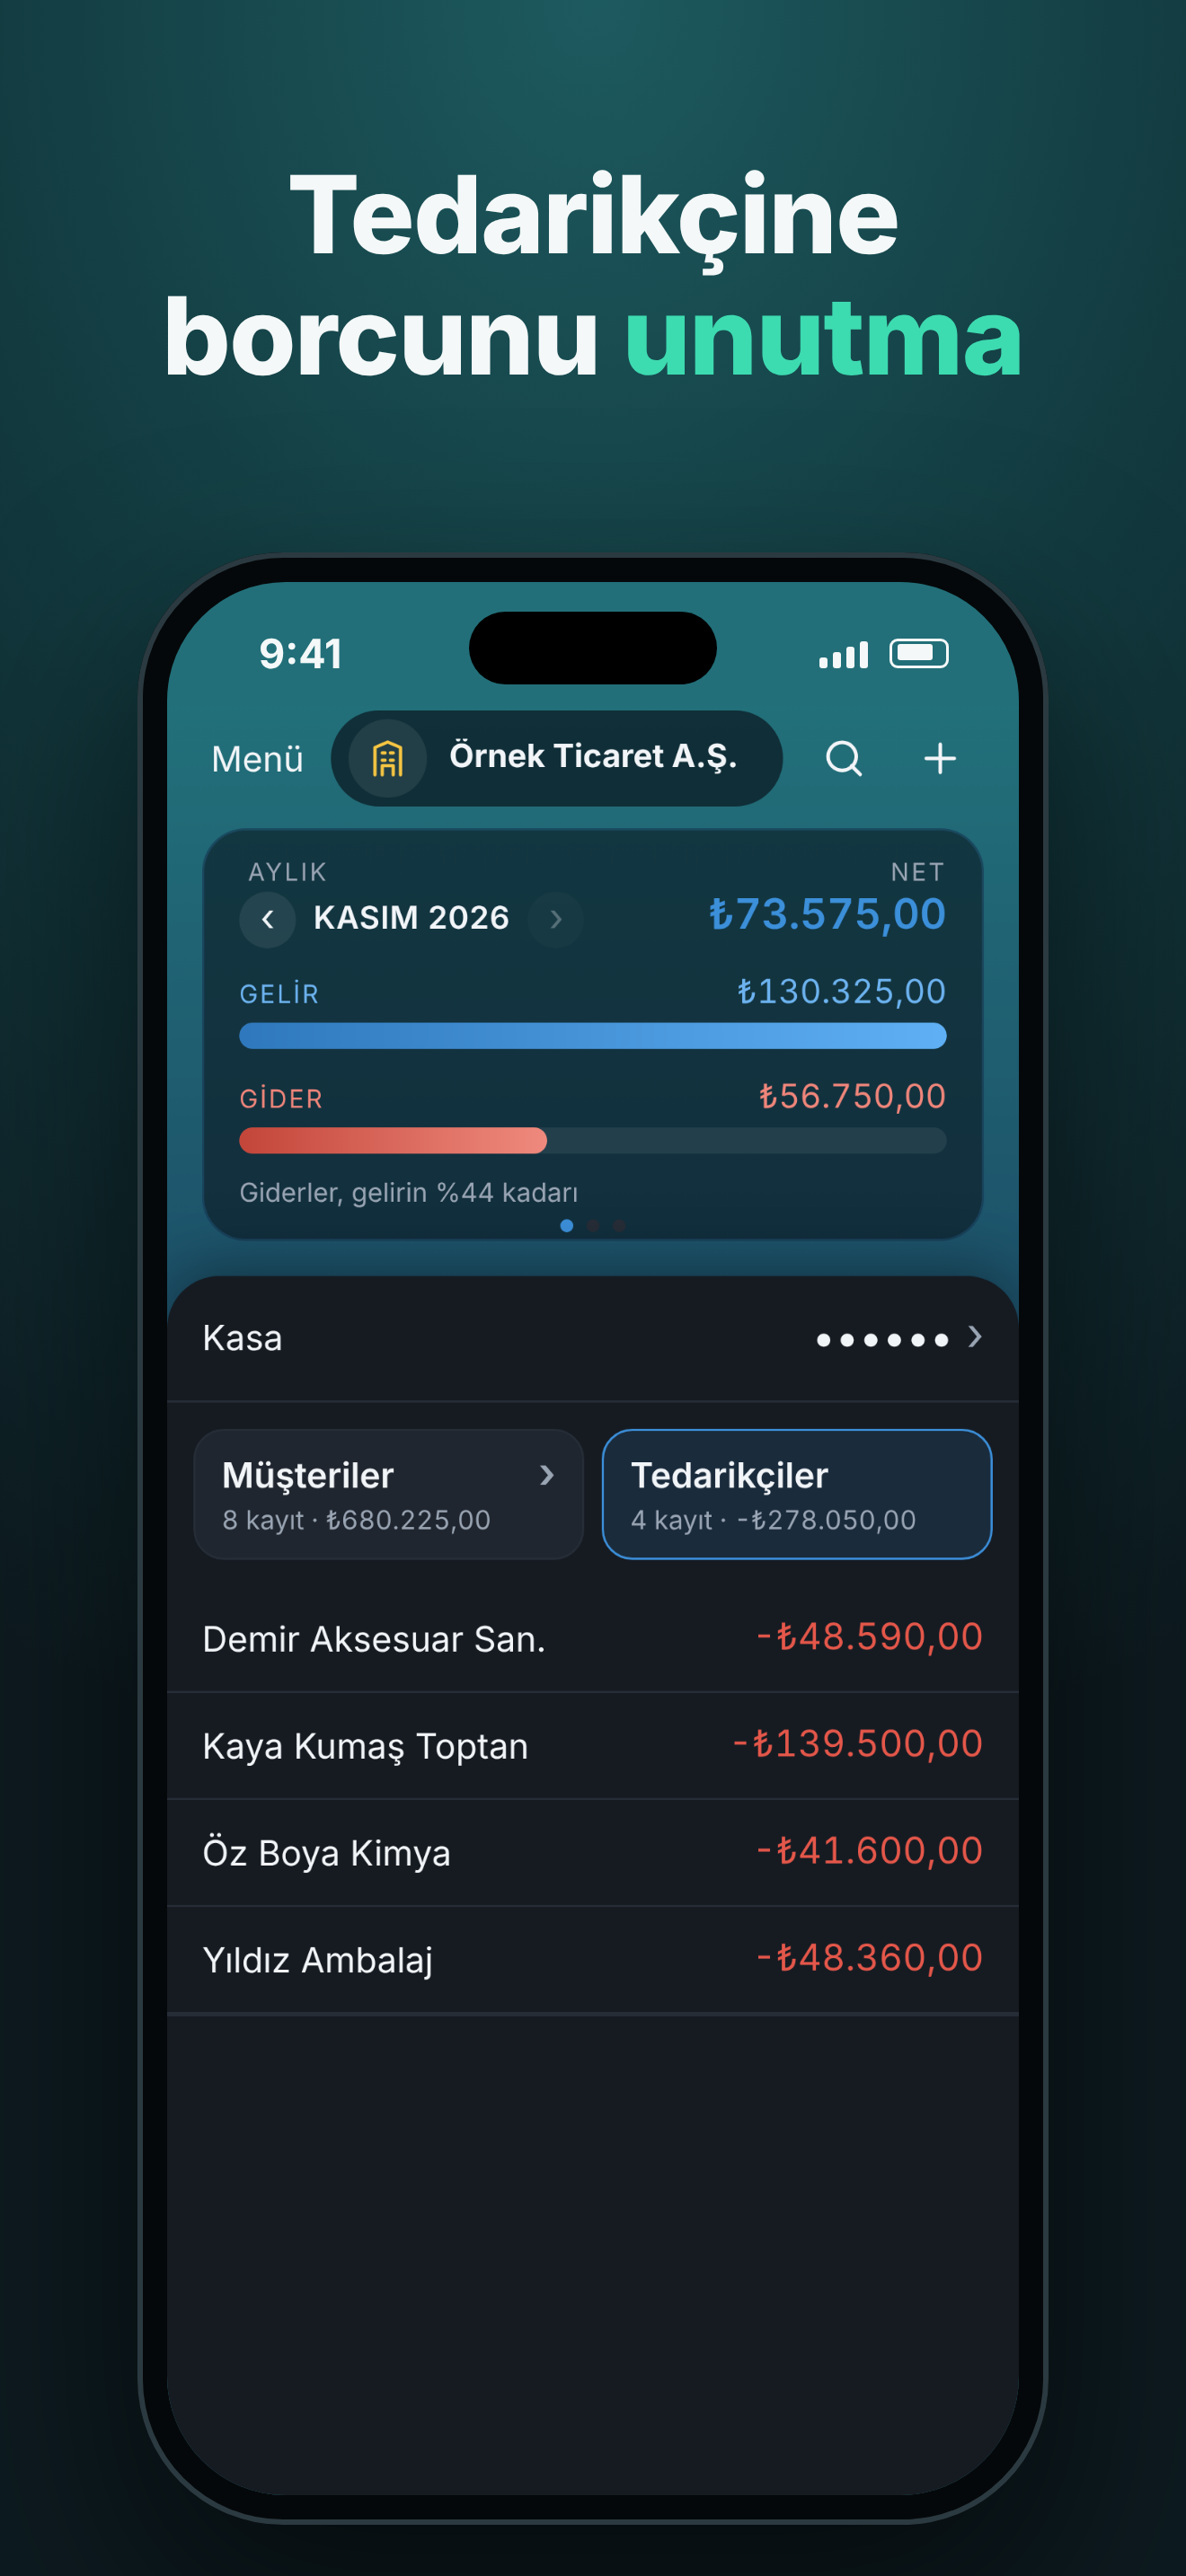 Tedarikçine
borcunu unutma
9:41
Menü
Örnek Ticaret A.Ş.
AYLIK
NET
KASIM 2026
₺73.575,00
GELİR
₺130.325,00
GİDER
₺56.750,00
Giderler, gelirin %44 kadarı
Kasa
Müşteriler
8 kayıt · ₺680.225,00
Tedarikçiler
4 kayıt · -₺278.050,00
Demir Aksesuar San.
-₺48.590,00
Kaya Kumaş Toptan
-₺139.500,00
Öz Boya Kimya
-₺41.600,00
Yıldız Ambalaj
-₺48.360,00